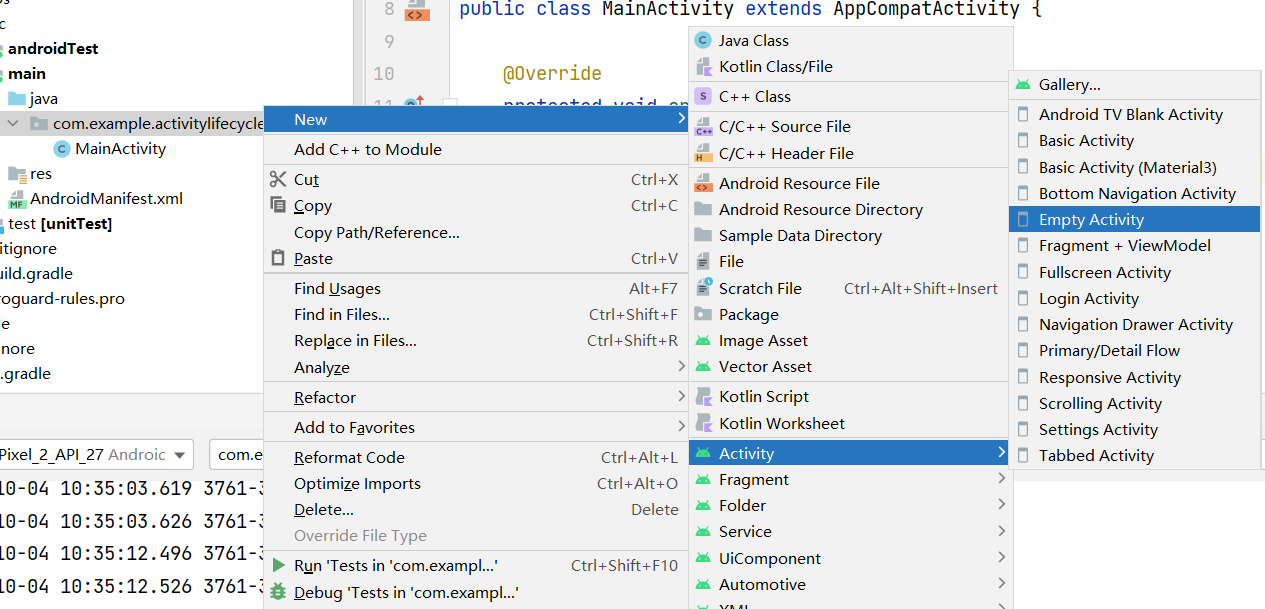 androidTest
main
java
com.example.activitylifecycle
MainActivity
res
AndroidManifest.xml
test [unitTest]
itignore
uild.gradle
roguard-rules.pro
e
nore
.gradle
8 public class MainActivity extends AppCompatActivity {
9
10 @Override
11
New
Add C++ to Module
Cut Ctrl+X
Copy Ctrl+C
Copy Path/Reference...
Paste Ctrl+V
Find Usages Alt+F7
Find in Files... Ctrl+Shift+F
Replace in Files... Ctrl+Shift+R
Analyze
Refactor
Add to Favorites
Reformat Code Ctrl+Alt+L
Optimize Imports Ctrl+Alt+O
Delete... Delete
Override File Type
Run 'Tests in 'com.exampl...' Ctrl+Shift+F10
Debug 'Tests in 'com.exampl...'
Java Class
Kotlin Class/File
C++ Class
C/C++ Source File
C/C++ Header File
Android Resource File
Android Resource Directory
Sample Data Directory
File
Scratch File Ctrl+Alt+Shift+Insert
Package
Image Asset
Vector Asset
Kotlin Script
Kotlin Worksheet
Activity
Fragment
Folder
Service
UiComponent
Automotive
XML
Gallery...
Android TV Blank Activity
Basic Activity
Basic Activity (Material3)
Bottom Navigation Activity
Empty Activity
Fragment + ViewModel
Fullscreen Activity
Login Activity
Navigation Drawer Activity
Primary/Detail Flow
Responsive Activity
Scrolling Activity
Settings Activity
Tabbed Activity
Pixel_2_API_27 Androic com.e
10-04 10:35:03.619 3761-3
10-04 10:35:03.626 3761-3
10-04 10:35:12.496 3761-3
10-04 10:35:12.526 3761-3